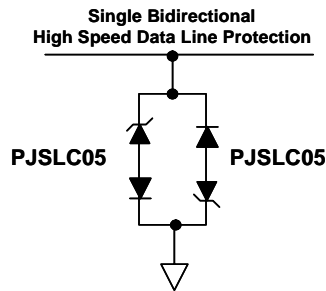 Single Bidirectional
High Speed Data Line Protection
PJSLC05 PJSLC05